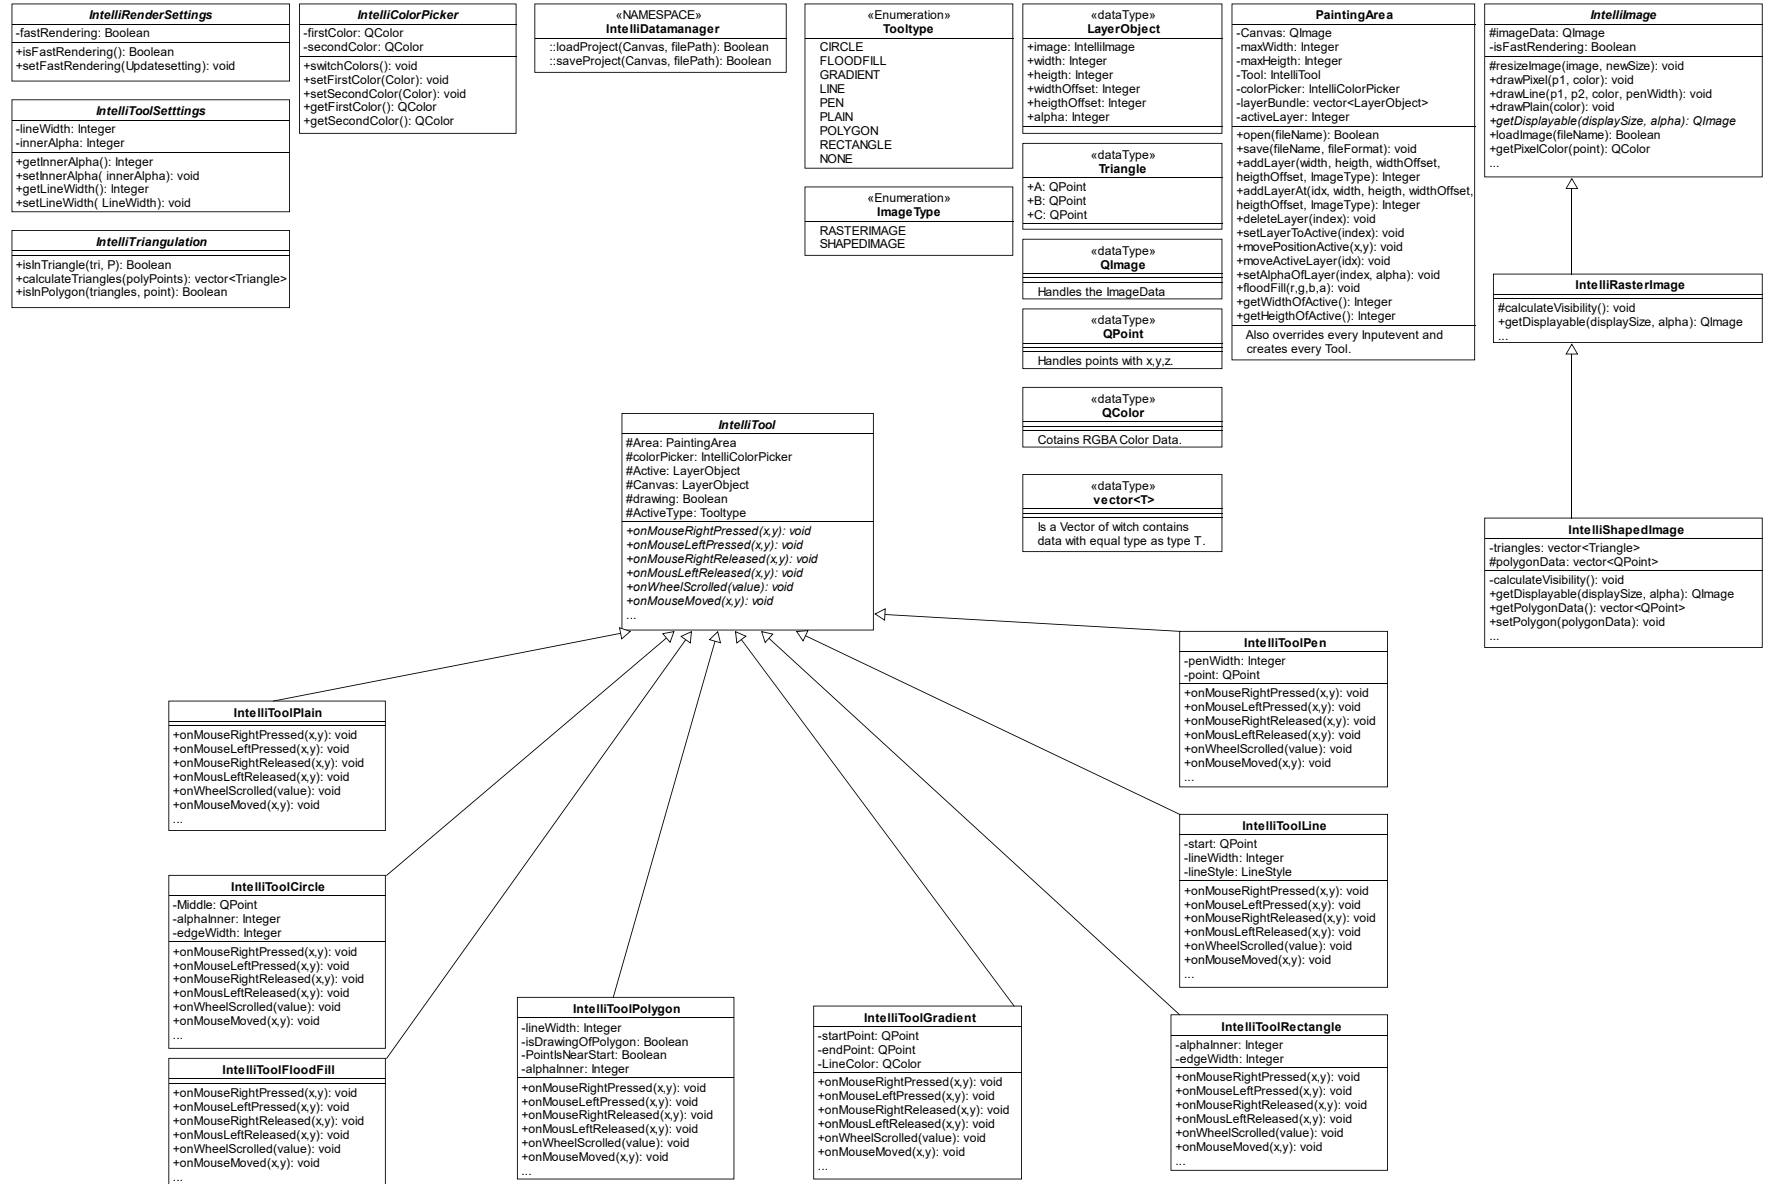 IntelliRenderSettings
-fastRendering: Boolean
+isFastRendering(): Boolean
+setFastRendering(Updatesetting): void
IntelliToolSetttings
-lineWidth: Integer
-innerAlpha: Integer
+getInnerAlpha(): Integer
+setInnerAlpha( innerAlpha): void
+getLineWidth(): Integer
+setLineWidth( LineWidth): void
IntelliTriangulation
+isInTriangle(tri, P): Boolean
+calculateTriangles(polyPoints): vector<Triangle>
+isInPolygon(triangles, point): Boolean
IntelliColorPicker
-firstColor: QColor
-secondColor: QColor
+switchColors(): void
+setFirstColor(Color): void
+setSecondColor(Color): void
+getFirstColor(): QColor
+getSecondColor(): QColor
«NAMESPACE»
IntelliDatamanager
::loadProject(Canvas, filePath): Boolean
::saveProject(Canvas, filePath): Boolean
«Enumeration»
Tooltype
CIRCLE
FLOODFILL
GRADIENT
LINE
PEN
PLAIN
POLYGON
RECTANGLE
NONE
«Enumeration»
ImageType
RASTERIMAGE
SHAPEDIMAGE
«dataType»
LayerObject
+image: IntelliImage
+width: Integer
+heigth: Integer
+widthOffset: Integer
+heigthOffset: Integer
+alpha: Integer
«dataType»
Triangle
+A: QPoint
+B: QPoint
+C: QPoint
«dataType»
QImage
Handles the ImageData
«dataType»
QPoint
Handles points with x,y,z.
«dataType»
QColor
Cotains RGBA Color Data.
«dataType»
vector<T>
Is a Vector of witch contains
data with equal type as type T.
PaintingArea
-Canvas: QImage
-maxWidth: Integer
-maxHeigth: Integer
-Tool: IntelliTool
-colorPicker: IntelliColorPicker
-layerBundle: vector<LayerObject>
-activeLayer: Integer
+open(fileName): Boolean
+save(fileName, fileFormat): void
+addLayer(width, heigth, widthOffset,
heigthOffset, ImageType): Integer
+addLayerAt(idx, width, heigth, widthOffset,
heigthOffset, ImageType): Integer
+deleteLayer(index): void
+setLayerToActive(index): void
+movePositionActive(x,y): void
+moveActiveLayer(idx): void
+setAlphaOfLayer(index, alpha): void
+floodFill(r,g,b,a): void
+getWidthOfActive(): Integer
+getHeigthOfActive(): Integer
Also overrides every Inputevent and
creates every Tool.
IntelliImage
#imageData: QImage
-isFastRendering: Boolean
#resizeImage(image, newSize): void
+drawPixel(p1, color): void
+drawLine(p1, p2, color, penWidth): void
+drawPlain(color): void
+getDisplayable(displaySize, alpha): QImage
+loadImage(fileName): Boolean
+getPixelColor(point): QColor
...
IntelliRasterImage
#calculateVisibility(): void
+getDisplayable(displaySize, alpha): QImage
...
IntelliShapedImage
-triangles: vector<Triangle>
#polygonData: vector<QPoint>
-calculateVisibility(): void
+getDisplayable(displaySize, alpha): QImage
+getPolygonData(): vector<QPoint>
+setPolygon(polygonData): void
...
IntelliTool
#Area: PaintingArea
#colorPicker: IntelliColorPicker
#Active: LayerObject
#Canvas: LayerObject
#drawing: Boolean
#ActiveType: Tooltype
+onMouseRightPressed(x,y): void
+onMouseLeftPressed(x,y): void
+onMouseRightReleased(x,y): void
+onMousLeftReleased(x,y): void
+onWheelScrolled(value): void
+onMouseMoved(x,y): void
...
IntelliToolPlain
+onMouseRightPressed(x,y): void
+onMouseLeftPressed(x,y): void
+onMouseRightReleased(x,y): void
+onMousLeftReleased(x,y): void
+onWheelScrolled(value): void
+onMouseMoved(x,y): void
...
IntelliToolCircle
-Middle: QPoint
-alphaInner: Integer
-edgeWidth: Integer
+onMouseRightPressed(x,y): void
+onMouseLeftPressed(x,y): void
+onMouseRightReleased(x,y): void
+onMousLeftReleased(x,y): void
+onWheelScrolled(value): void
+onMouseMoved(x,y): void
...
IntelliToolFloodFill
+onMouseRightPressed(x,y): void
+onMouseLeftPressed(x,y): void
+onMouseRightReleased(x,y): void
+onMousLeftReleased(x,y): void
+onWheelScrolled(value): void
+onMouseMoved(x,y): void
...
IntelliToolPolygon
-lineWidth: Integer
-isDrawingOfPolygon: Boolean
-PointIsNearStart: Boolean
-alphaInner: Integer
+onMouseRightPressed(x,y): void
+onMouseLeftPressed(x,y): void
+onMouseRightReleased(x,y): void
+onMousLeftReleased(x,y): void
+onWheelScrolled(value): void
+onMouseMoved(x,y): void
...
IntelliToolGradient
-startPoint: QPoint
-endPoint: QPoint
-LineColor: QColor
+onMouseRightPressed(x,y): void
+onMouseLeftPressed(x,y): void
+onMouseRightReleased(x,y): void
+onMousLeftReleased(x,y): void
+onWheelScrolled(value): void
+onMouseMoved(x,y): void
...
IntelliToolPen
-penWidth: Integer
-point: QPoint
+onMouseRightPressed(x,y): void
+onMouseLeftPressed(x,y): void
+onMouseRightReleased(x,y): void
+onMousLeftReleased(x,y): void
+onWheelScrolled(value): void
+onMouseMoved(x,y): void
...
IntelliToolLine
-start: QPoint
-lineWidth: Integer
-lineStyle: LineStyle
+onMouseRightPressed(x,y): void
+onMouseLeftPressed(x,y): void
+onMouseRightReleased(x,y): void
+onMousLeftReleased(x,y): void
+onWheelScrolled(value): void
+onMouseMoved(x,y): void
...
IntelliToolRectangle
-alphaInner: Integer
-edgeWidth: Integer
+onMouseRightPressed(x,y): void
+onMouseLeftPressed(x,y): void
+onMouseRightReleased(x,y): void
+onMousLeftReleased(x,y): void
+onWheelScrolled(value): void
+onMouseMoved(x,y): void
...